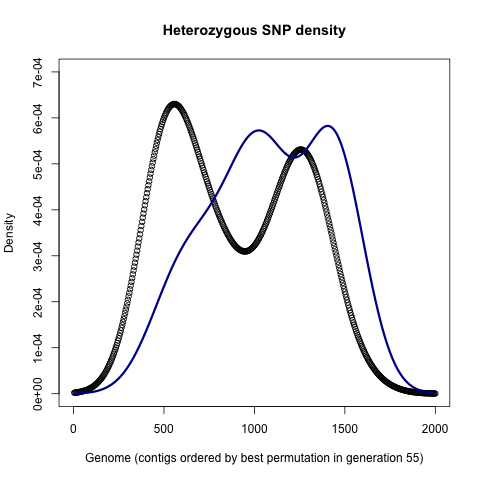 Heterozygous SNP density
7e-04
6e-04
5e-04
4e-04
3e-04
2e-04
1e-04
0e+00
Density
0 500 1000 1500 2000
Genome (contigs ordered by best permutation in generation 55)